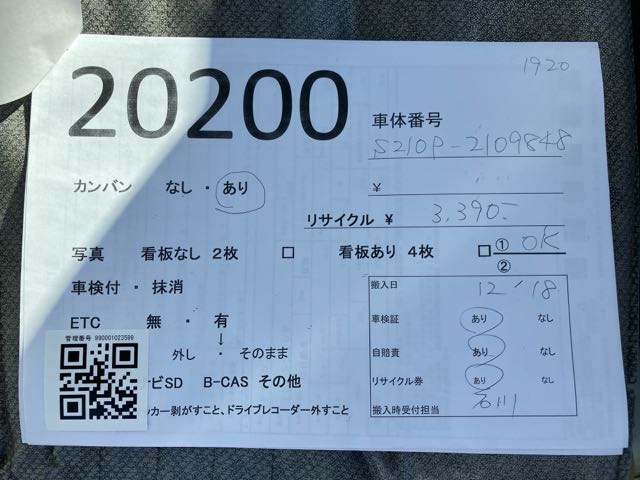 1920
20200
車体番号
S210P-2109848
カンバン なし・あり
¥
リサイクル ¥ 3,390-
写真 看板なし 2枚 □ 看板あり 4枚 □ ① OK
②
車検付・抹消
搬入日 12/18
ETC 無・有
車検証 あり なし
↓
管理番号 990001023599
外し・そのまま
自賠責 あり なし
ビSD B-CAS その他
リサイクル券 あり なし
ッカー剥がすこと、ドライブレコーダー外すこと
搬入時受付担当 石川